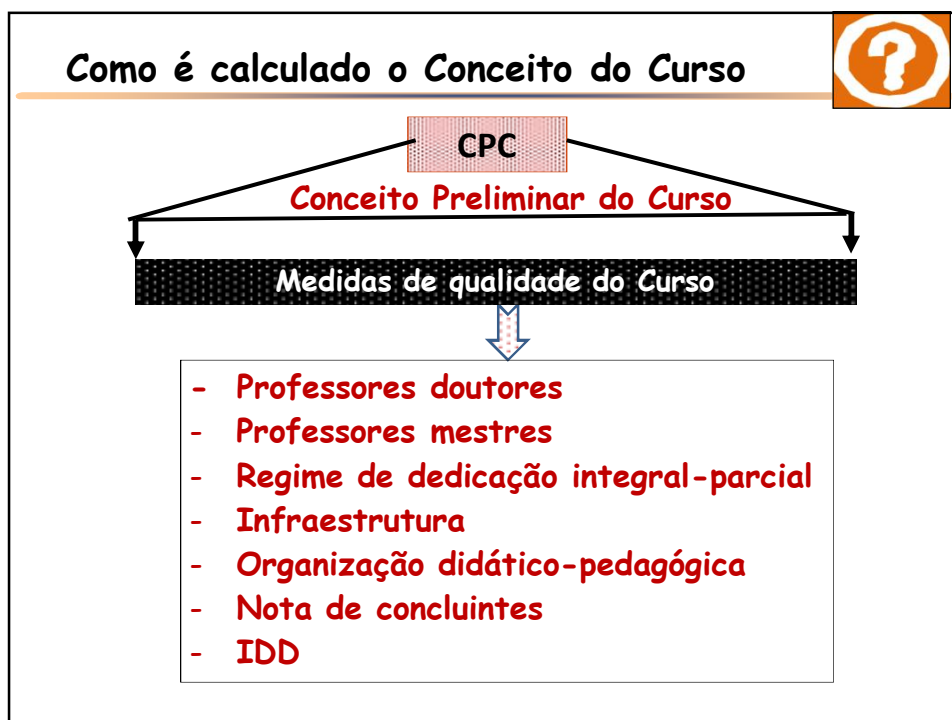 Como é calculado o Conceito do Curso
?
CPC
Conceito Preliminar do Curso
Medidas de qualidade do Curso
- Professores doutores
- Professores mestres
- Regime de dedicação integral-parcial
- Infraestrutura
- Organização didático-pedagógica
- Nota de concluintes
- IDD